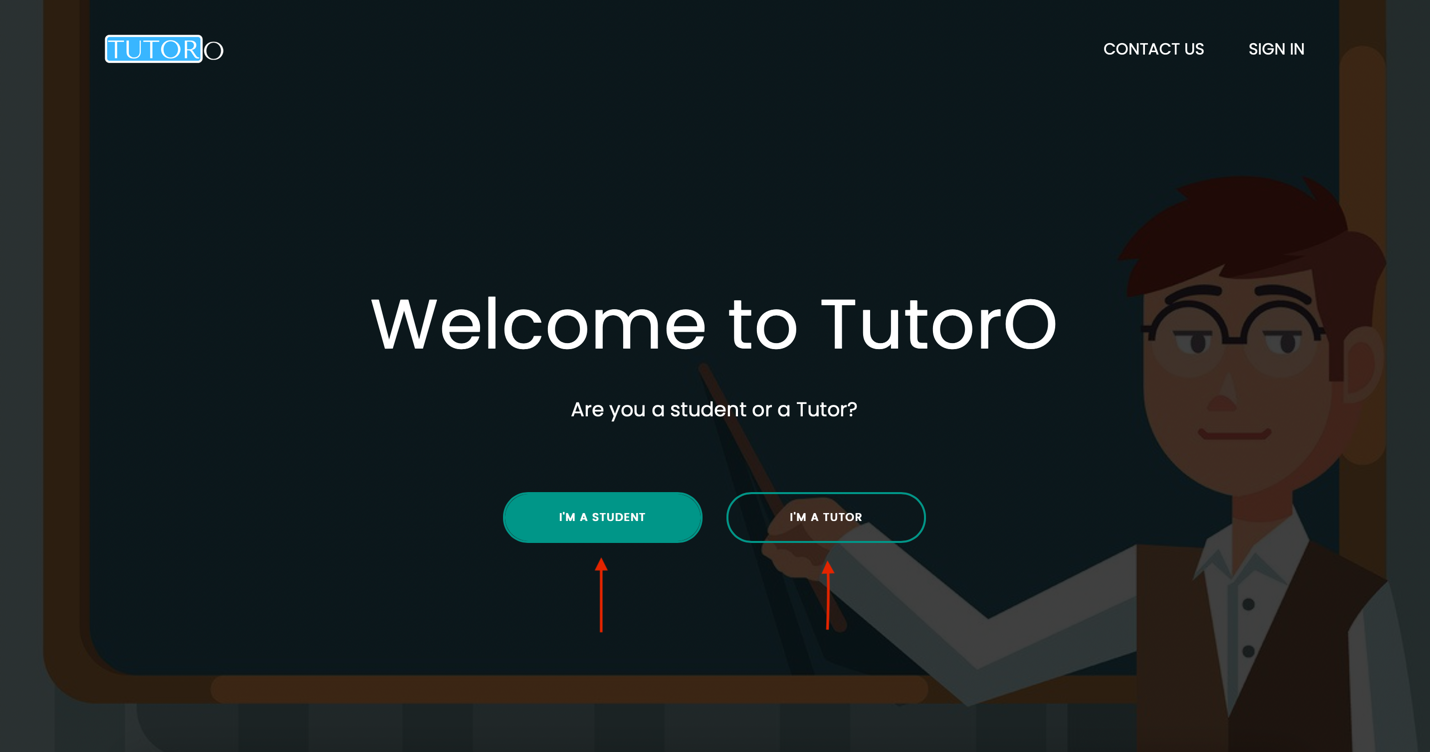 TUTORO
CONTACT US
SIGN IN
Welcome to TutorO
Are you a student or a Tutor?
I'M A STUDENT
I'M A TUTOR